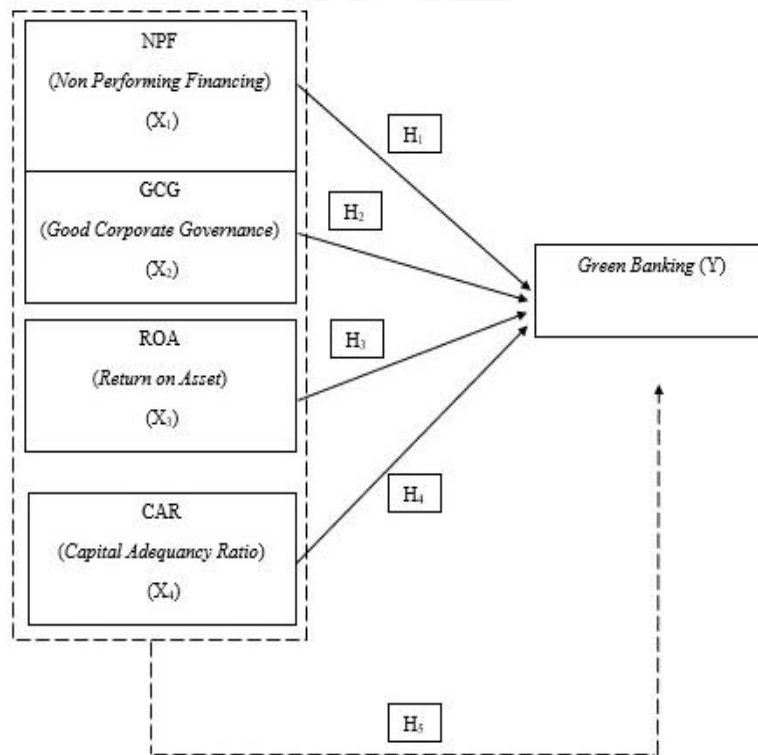 NPF
(Non Performing Financing)
(X₁)
GCG
(Good Corporate Governance)
(X₂)
ROA
(Return on Asset)
(X₃)
CAR
(Capital Adequancy Ratio)
(X₄)
H₁
H₂
H₃
H₄
Green Banking (Y)
H₅